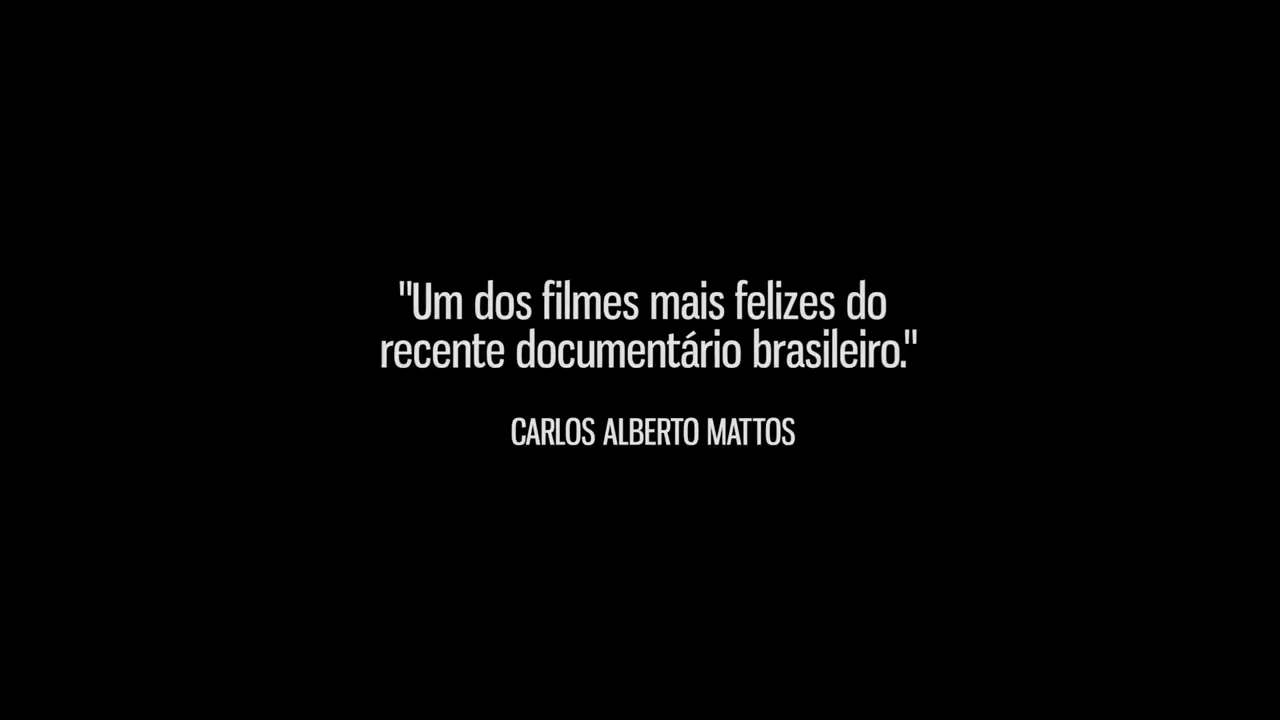 "Um dos filmes mais felizes do
recente documentário brasileiro."
CARLOS ALBERTO MATTOS